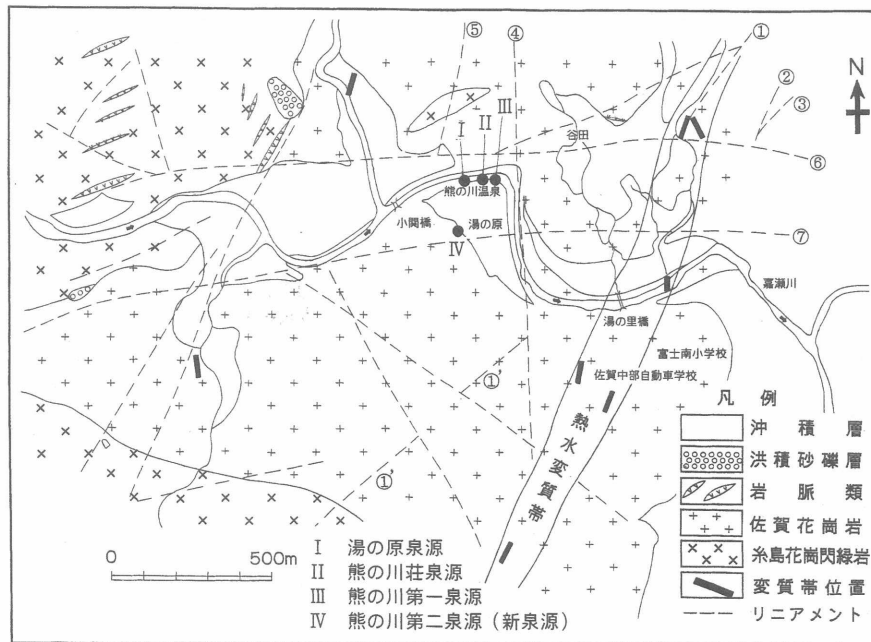 ⑤
④
①
②
③
N
谷田
Ⅰ
Ⅱ
Ⅲ
⑥
熊の川温泉
小関橋
湯の原
Ⅳ
⑦
嘉瀬川
湯の里橋
富士南小学校
佐賀中部自動車学校
①'
①'
熱水変質帯
凡例
沖積層
洪積砂礫層
岩脈類
佐賀花崗岩
糸島花崗閃緑岩
変質帯位置
リニアメント
0 500m
Ⅰ 湯の原泉源
Ⅱ 熊の川荘泉源
Ⅲ 熊の川第一泉源
Ⅳ 熊の川第二泉源(新泉源)